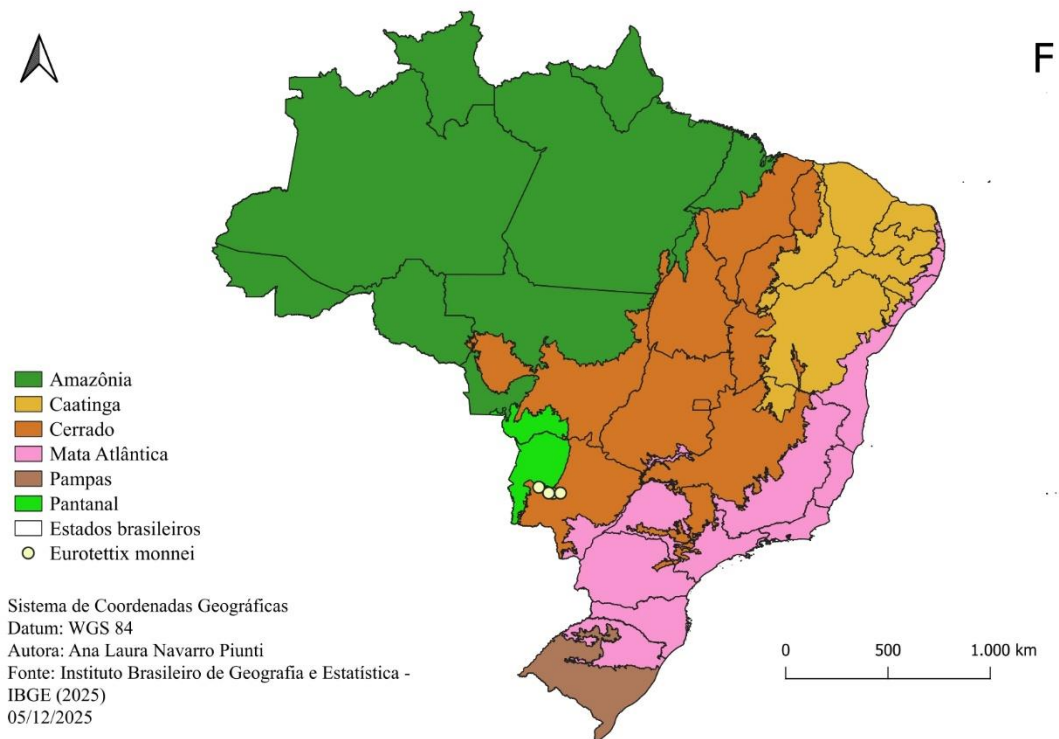 F
Amazônia
Caatinga
Cerrado
Mata Atlântica
Pampas
Pantanal
Estados brasileiros
Eurotettix monnei
Sistema de Coordenadas Geográficas
Datum: WGS 84
Autora: Ana Laura Navarro Piunti
Fonte: Instituto Brasileiro de Geografia e Estatística -
IBGE (2025)
05/12/2025
0 500 1.000 km